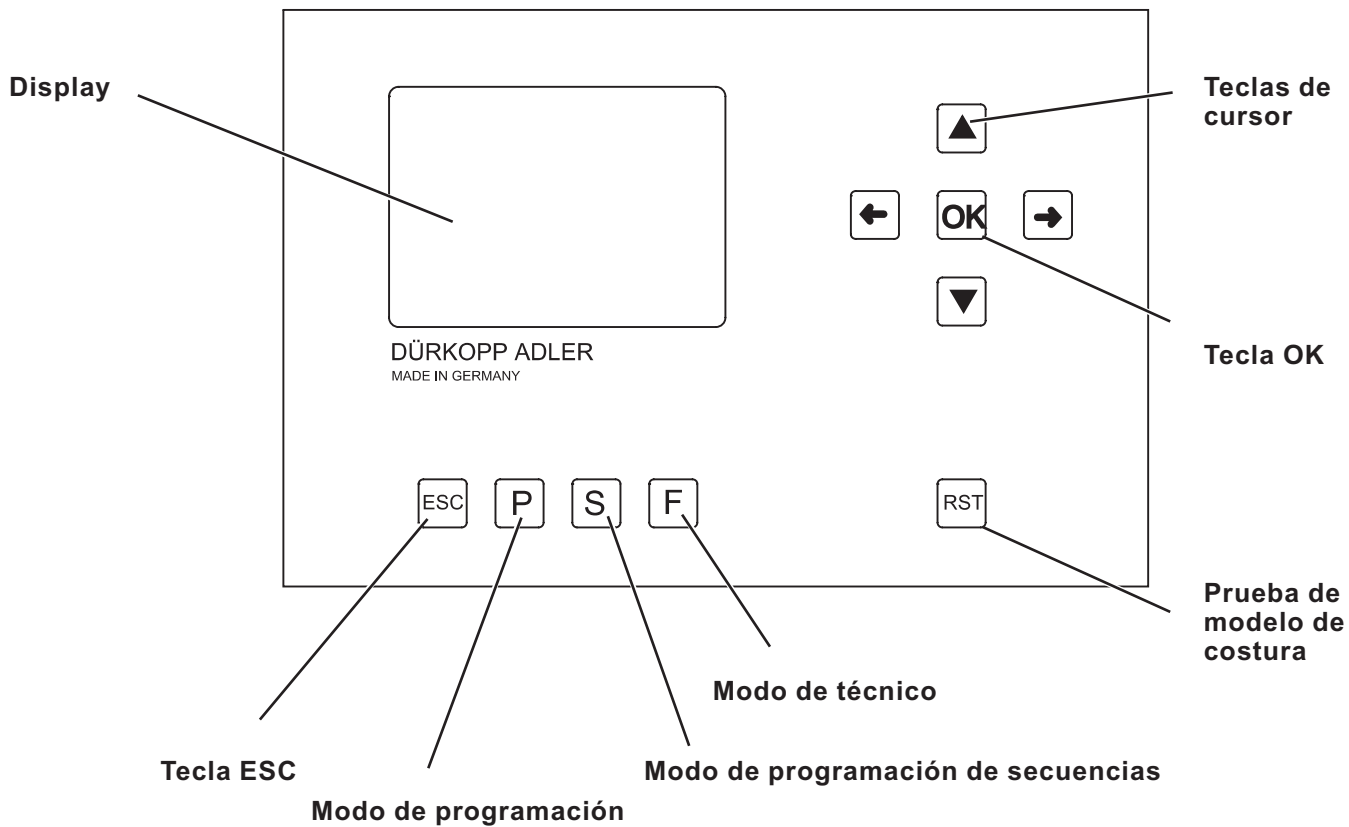 Display
Teclas de
cursor
OK
DÜRKOPP ADLER
MADE IN GERMANY
Tecla OK
ESC
P
S
F
RST
Prueba de
modelo de
costura
Modo de técnico
Tecla ESC
Modo de programación de secuencias
Modo de programación